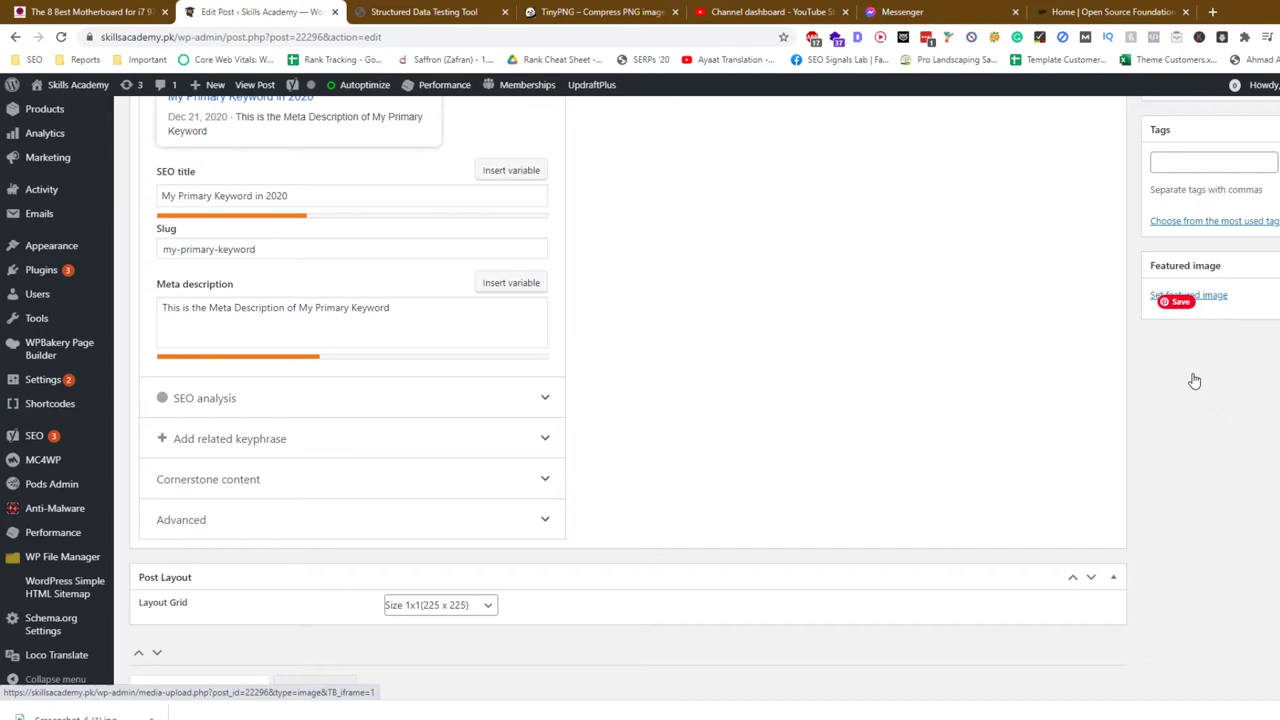 The 8 Best Motherboard for i7 9
Edit Post ‹ Skills Academy — Wo
Structured Data Testing Tool
TinyPNG – Compress PNG image
Channel dashboard - YouTube S
Messenger
Home | Open Source Foundation
skillsacademy.pk/wp-admin/post.php?post=22296&action=edit
SEO
Reports
Important
Core Web Vitals: W...
Rank Tracking - Go...
Saffron (Zafran) - 1...
Rank Cheat Sheet -...
SERPs '20
Ayaat Translation -...
SEO Signals Lab | Fa...
Pro Landscaping Sa...
Template Customer...
Theme Customers.x...
Ahmad A
Skills Academy
3
1
New
View Post
Autoptimize
Performance
Memberships
UpdraftPlus
0
Howdy,
Products
Analytics
Marketing
Activity
Emails
Appearance
Plugins 3
Users
Tools
WPBakery Page
Builder
Settings 2
Shortcodes
SEO 3
MC4WP
Pods Admin
Anti-Malware
Performance
WP File Manager
WordPress Simple
HTML Sitemap
Schema.org
Settings
Loco Translate
Collapse menu
My Primary Keyword in 2020
Dec 21, 2020 · This is the Meta Description of My Primary
Keyword
SEO title
Insert variable
My Primary Keyword in 2020
Slug
my-primary-keyword
Meta description
Insert variable
This is the Meta Description of My Primary Keyword
SEO analysis
Add related keyphrase
Cornerstone content
Advanced
Post Layout
Layout Grid
Size 1x1(225 x 225)
Tags
Separate tags with commas
Choose from the most used tag
Featured image
Set featured image
Save
https://skillsacademy.pk/wp-admin/media-upload.php?post_id=22296&type=image&TB_iframe=1
Screenshot_6 (1).jpg